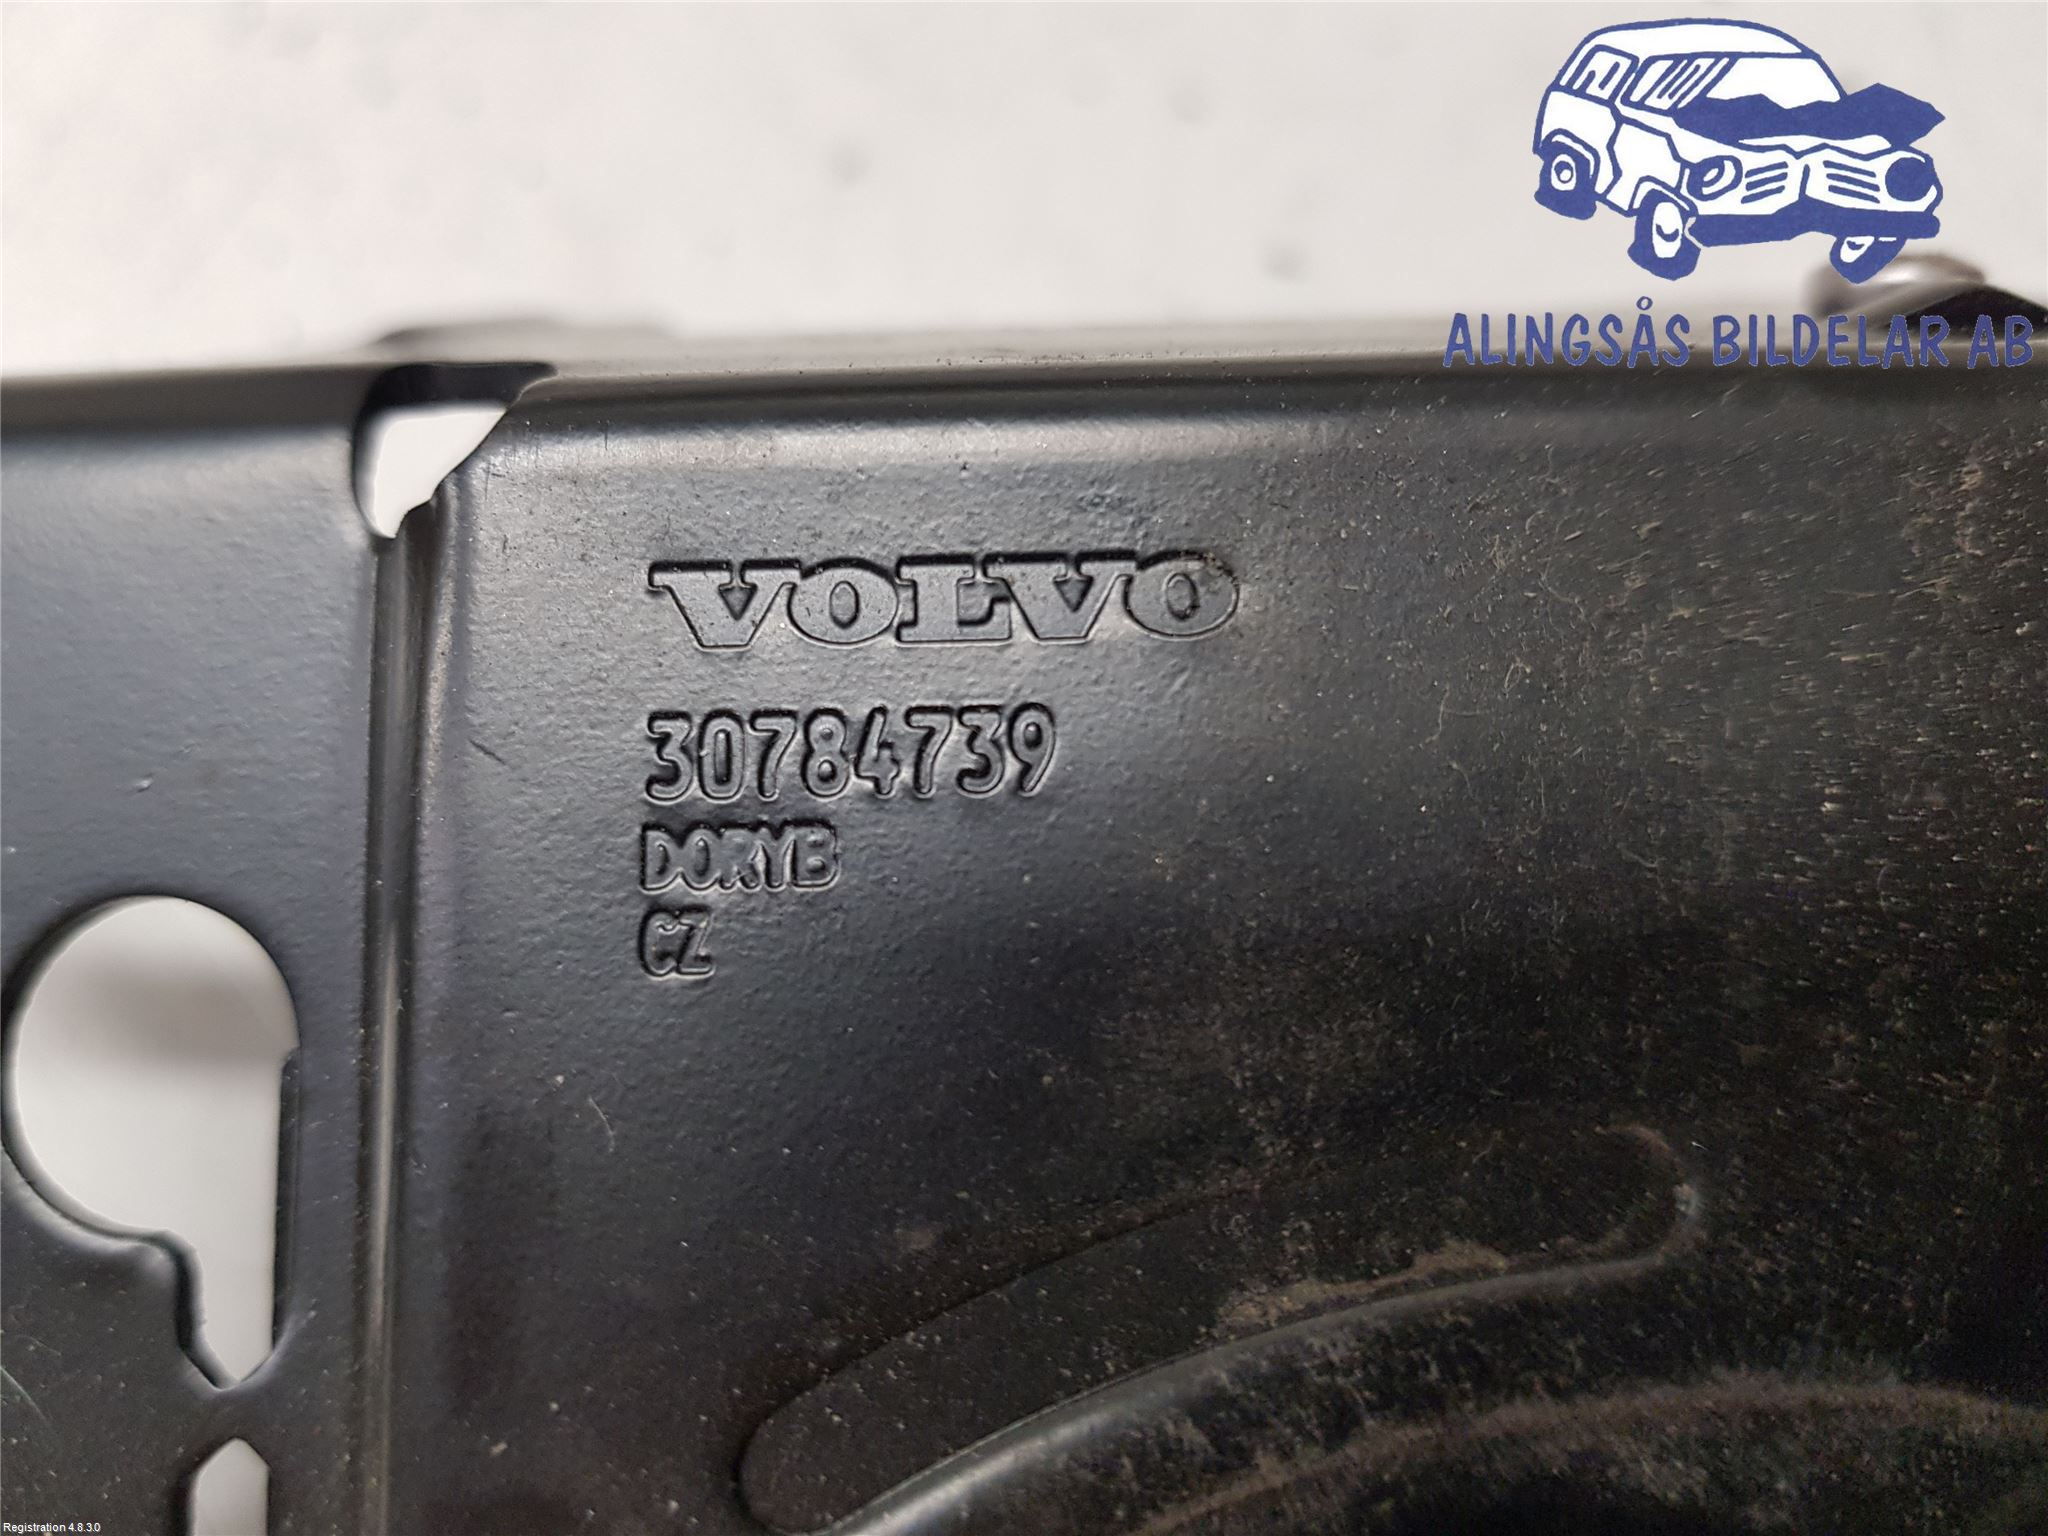 ALINGSÅS BILDELAR AB
VOLVO
30784739
DORYB
CZ
Registration 4.8.3.0